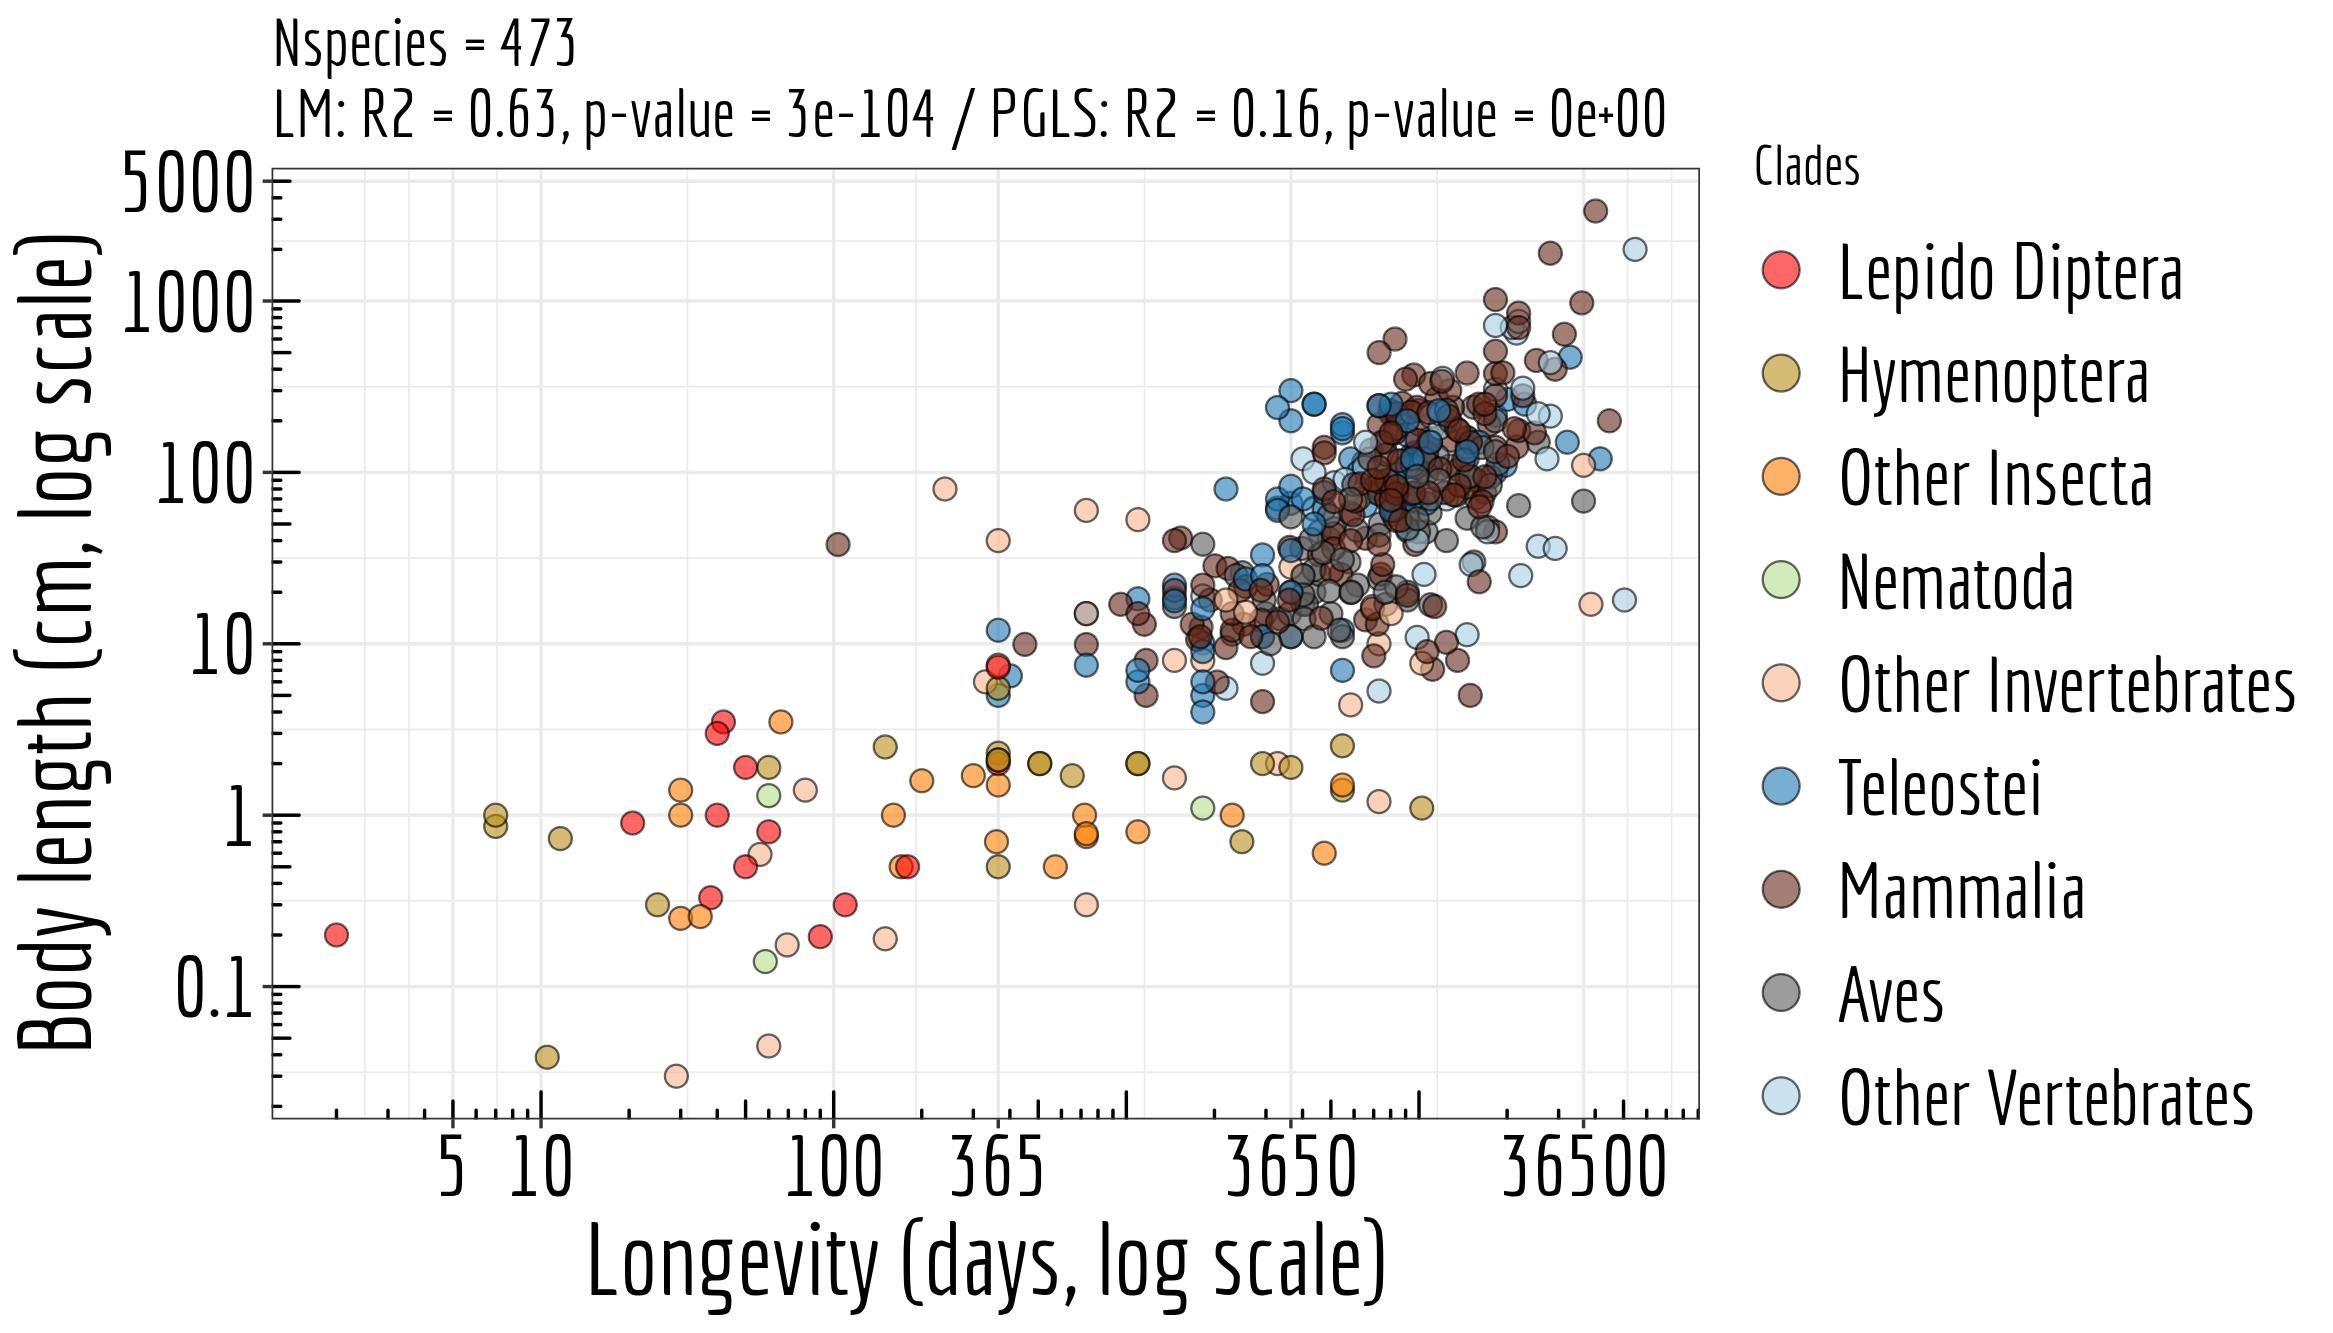 Nspecies = 473
LM: R2 = 0.63, p-value = 3e-104 / PGLS: R2 = 0.16, p-value = 0e+00
Body length (cm, log scale)
5000
1000
100
10
1
0.1
5 10 100 365 3650 36500
Longevity (days, log scale)
Clades
Lepido Diptera
Hymenoptera
Other Insecta
Nematoda
Other Invertebrates
Teleostei
Mammalia
Aves
Other Vertebrates